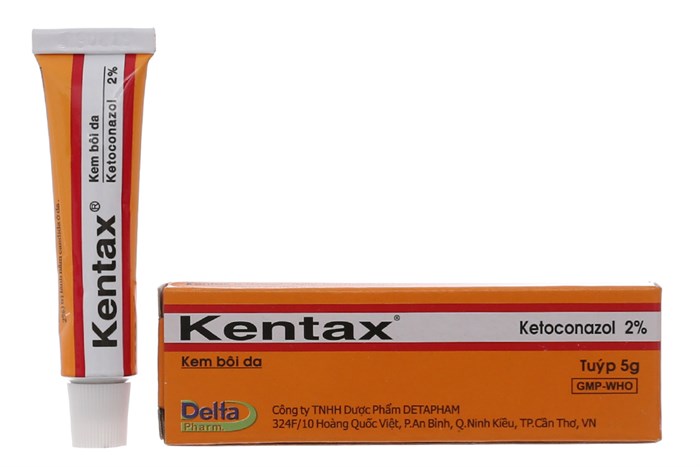 Kentax®
Kem bôi da
Ketoconazol 2%
Kentax®
Ketoconazol 2%
Kem bôi da
Tuýp 5g
GMP-WHO
Delta
Pharm
Công ty TNHH Dược Phẩm DETAPHAM
324F/10 Hoàng Quốc Việt, P.An Bình, Q.Ninh Kiều, TP.Cần Thơ, VN